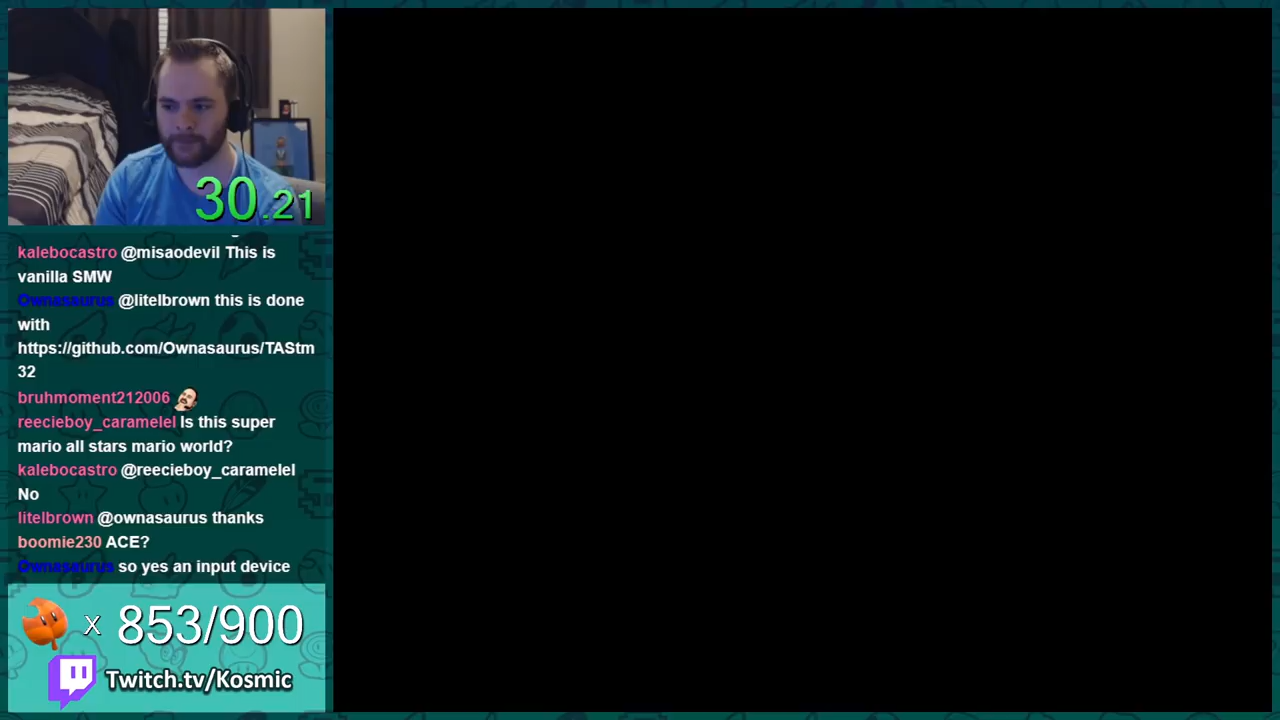 30.21
kalebocastro @misaodevil This is
vanilla SMW
Ownasaurus @litelbrown this is done
with
https://github.com/Ownasaurus/TAStm
32
bruhmoment212006
reecieboy_caramelel Is this super
mario all stars mario world?
kalebocastro @reecieboy_caramelel
No
litelbrown @ownasaurus thanks
boomie230 ACE?
Ownasaurus so yes an input device
x 853/900
Twitch.tv/Kosmic